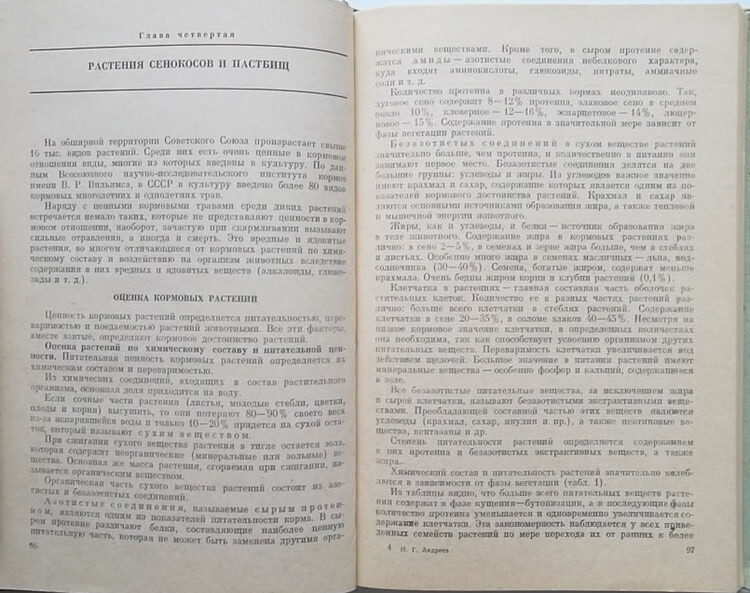 Глава четвертая
РАСТЕНИЯ СЕНОКОСОВ И ПАСТБИЩ
На обширной территории Советского Союза произрастает свыше
16 тыс. видов растений. Среди них есть очень ценные в кормовом
отношении виды, многие из которых введены в культуру. По дан-
ным Всесоюзного научно-исследовательского института кормов
имени В. Р. Вильямса, в СССР в культуру введено более 80 видов
кормовых многолетних и однолетних трав.
Наряду с ценными кормовыми травами среди диких растений
встречается немало таких, которые не представляют ценности в кор-
мовом отношении, наоборот, зачастую при скармливании вызывают
сильные отравления, а иногда и смерть. Это вредные и ядовитые
растения, во многом отличающиеся от кормовых растений по хими-
ческому составу и воздействию на организм животных вследствие
содержания в них вредных и ядовитых веществ (алкалоиды, глюко-
зиды и т. д.).
ОЦЕНКА КОРМОВЫХ РАСТЕНИЙ
Ценность кормовых растений определяется питательностью, пере-
варимостью и поедаемостью растений животными. Все эти факторы,
вместе взятые, определяют кормовое достоинство растений.
Оценка растений по химическому составу и питательной цен-
ности. Питательная ценность кормовых растений определяется их
химическим составом и переваримостью.
Из химических соединений, входящих в состав растительного
организма, основная доля приходится на воду.
Если сочные части растения (листья, молодые стебли, цветки,
плоды и корни) высушить, то они потеряют 80—90% своего веса
из-за испарившейся воды и только 10—20% придется на сухой оста-
ток, который называют сухим веществом.
При сжигании сухого вещества растения в тигле остается зола,
которая содержит неорганические (минеральные или зольные) ве-
щества. Основная же масса растения, сгораемая при сжигании, на-
зывается органическим веществом.
Органическая часть сухого вещества растения состоит из азо-
тистых и безазотистых соединений.
Азотистые соединения, называемые сырым протеи-
ном, являются одним из показателей питательности корма. В сы-
ром протеине различают белки, составляющие наиболее ценную
питательную часть, которая не может быть заменена другими орга-
96
ническими веществами. Кроме того, в сыром протеине содер-
жатся амиды — азотистые соединения небелкового характера,
куда входят аминокислоты, глюкозиды, нитраты, аммиачные
соли и т. д.
Количество протеина в различных кормах неодинаково. Так,
луговое сено содержит 8—12% протеина, злаковое сено в среднем
около 10%, клеверное — 12—16%, эспарцетовое — 14%, люцер-
новое — 15%. Содержание протеина в значительной мере зависит от
фазы вегетации растений.
Безазотистых соединений в сухом веществе растений
значительно больше, чем протеина, и количественно в питании они
занимают первое место. Безазотистые соединения делятся на две
большие группы: углеводы и жиры. Из углеводов важное значение
имеют крахмал и сахар, содержание которых является одним из по-
казателей кормового достоинства растений. Крахмал и сахар явля-
ются основными источниками образования жира, а также тепловой
и мышечной энергии животного.
Жиры, как и углеводы, и белки — источник образования жира
в теле животного. Содержание жира в кормовых растениях раз-
лично: в сене 2—5%, в семенах и зерне жира больше, чем в стеблях
и листьях. Особенно много жира в семенах масличных — льна, под-
солнечника (30—40%). Семена, богатые жиром, содержат меньше
крахмала. Очень бедны жиром корни и клубни растений (0,1%).
Клетчатка в растениях — главная составная часть оболочек рас-
тительных клеток. Количество ее в разных частях растений раз-
лично: больше всего клетчатки в стеблях растений. Содержание
клетчатки в сене 20—35%, в соломе злаков 40—45%. Несмотря на
низкое кормовое значение клетчатки, в определенных количествах
она необходима, так как способствует усвоению организмом других
питательных веществ. Переваримость клетчатки увеличивается под
действием щелочей. Большое значение в питании растений имеют
минеральные вещества — особенно фосфор и кальций, содержащиеся
в золе.
Все безазотистые питательные вещества, за исключением жира
и сырой клетчатки, называют безазотистыми экстрактивными веще-
ствами. Преобладающей составной частью этих веществ являются
углеводы (крахмал, сахар, инулин и пр.), а также пектиновые ве-
щества, пентазаны и др.
Степень питательности растений определяется содержанием
в них протеина и безазотистых экстрактивных веществ, а также
жира.
Химический состав и питательность растений значительно колеб-
лются в зависимости от фазы вегетации (табл. 1).
Из таблицы видно, что больше всего питательных веществ расте-
ния содержат в фазе кущения—бутонизации, а в последующие фазы
количество протеина уменьшается и одновременно увеличивается со-
держание клетчатки. Эта закономерность наблюдается у всех приве-
денных семейств растений по мере перехода их от ранних к более
4 Н. Г. Андреев
97